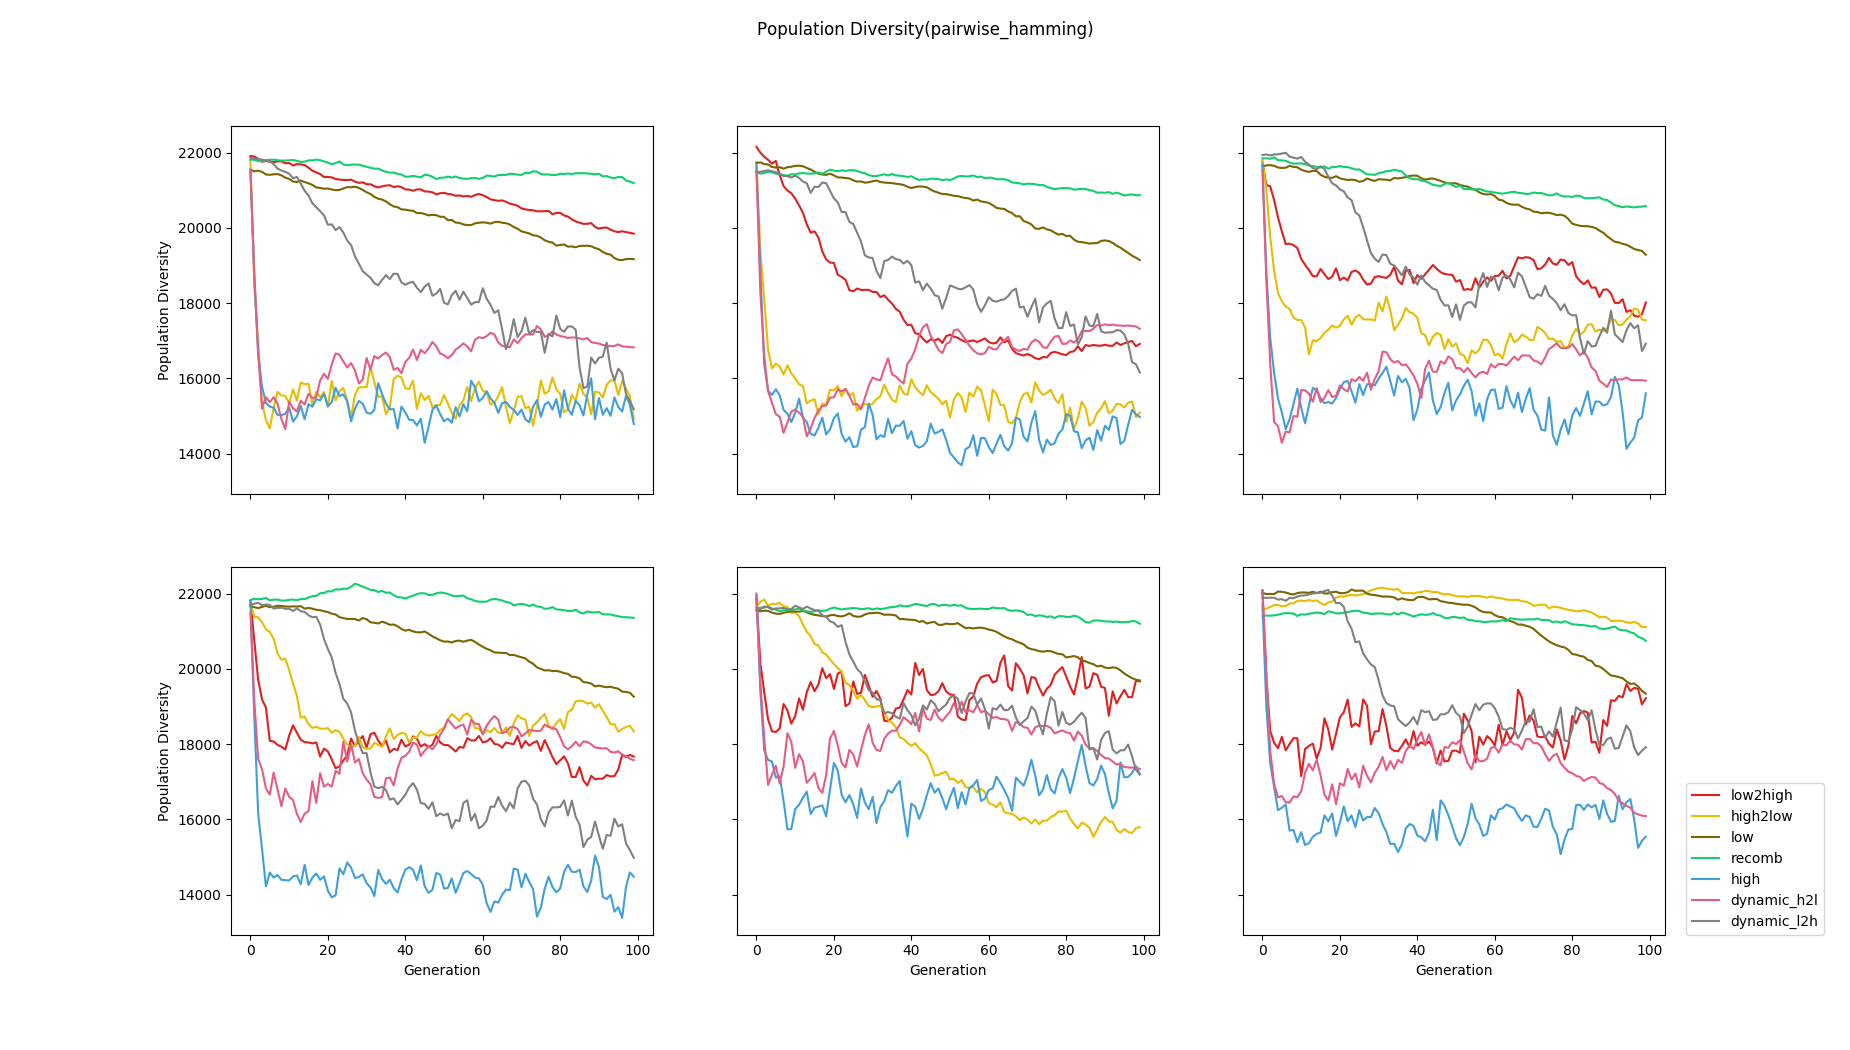 Population Diversity(pairwise_hamming)
Population Diversity
22000
20000
18000
16000
14000
Population Diversity
22000
20000
18000
16000
14000
0 20 40 60 80 100
Generation
0 20 40 60 80 100
Generation
0 20 40 60 80 100
Generation
low2high
high2low
low
recomb
high
dynamic_h2l
dynamic_l2h